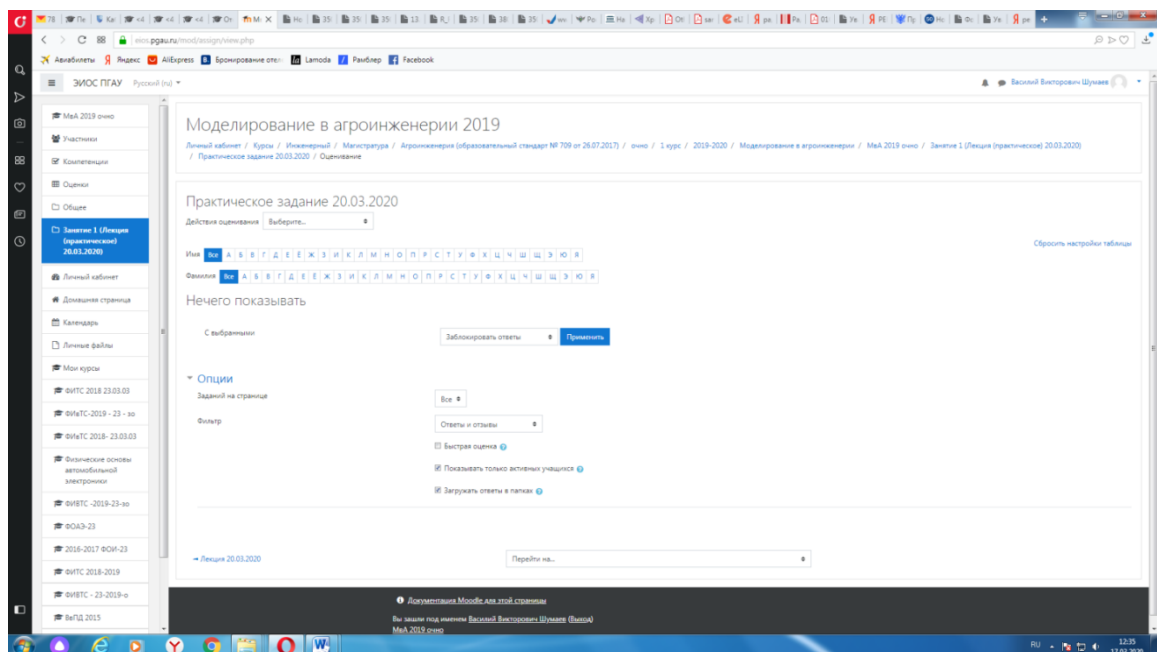 eios.pgau.ru/mod/assign/view.php
Авиабилеты Яндекс AliExpress Бронирование отел Lamoda Рамблер Facebook
ЭИОС ПГАУ Русский (ru)
Василий Викторович Шумаев
МвА 2019 очно
Участники
Компетенции
Оценки
Общее
Занятие 1 (Лекция
(практическое)
20.03.2020)
Личный кабинет
Домашняя страница
Календарь
Личные файлы
Мои курсы
ФИТС 2018 23.03.03
ФИвТС-2019 - 23 - зо
ФИвТС 2018- 23.03.03
Физические основы
автомобильной
электроники
ФИВТС -2019-23-зо
ФОАЭ-23
2016-2017 ФОИ-23
ФИТС 2018-2019
ФИВТС - 23-2019-о
ВвПД 2015
Моделирование в агроинженерии 2019
Личный кабинет / Курсы / Инженерный / Магистратура / Агроинженерия (образовательный стандарт № 709 от 26.07.2017) / очно / 1 курс / 2019-2020 / Моделирование в агроинженерии / МвА 2019 очно / Занятие 1 (Лекция (практическое) 20.03.2020)
/ Практическое задание 20.03.2020 / Оценивание
Практическое задание 20.03.2020
Действия оценивания Выберите...
Сбросить настройки таблицы
Имя Все А Б В Г Д Е Ё Ж З И К Л М Н О П Р С Т У Ф Х Ц Ч Ш Щ Э Ю Я
Фамилия Все А Б В Г Д Е Ё Ж З И К Л М Н О П Р С Т У Ф Х Ц Ч Ш Щ Э Ю Я
Нечего показывать
С выбранными Заблокировать ответы Применить
Опции
Заданий на странице Все
Фильтр Ответы и отзывы
Быстрая оценка
Показывать только активных учащихся
Загружать ответы в папках
Лекция 20.03.2020 Перейти на...
Документация Moodle для этой страницы
Вы зашли под именем Василий Викторович Шумаев (Выход)
МвА 2019 очно
RU 12:35
17.03.2020